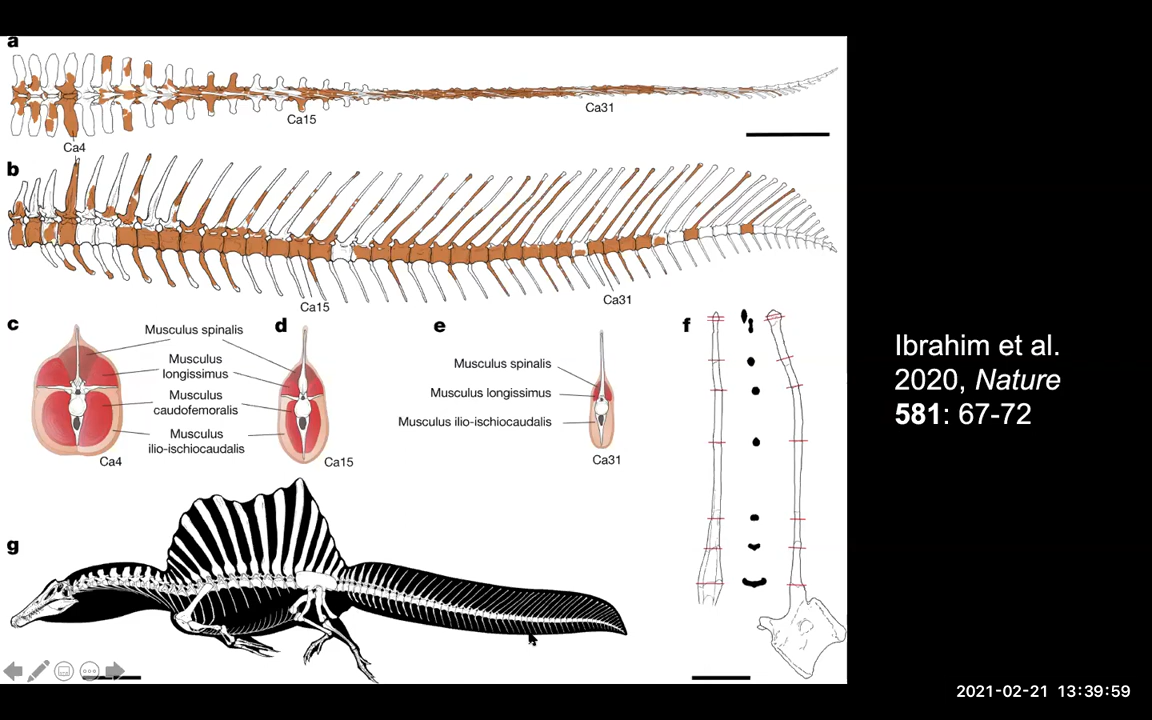 a
Ca15
Ca31
Ca4
b
Ca15
Ca31
c
Musculus spinalis
d
e
f
Musculus
longissimus
Musculus
caudofemoralis
Musculus
ilio-ischiocaudalis
Ca4
Ca15
Musculus spinalis
Musculus longissimus
Musculus ilio-ischiocaudalis
Ca31
g
Ibrahim et al.
2020, Nature
581: 67-72
2021-02-21 13:39:59